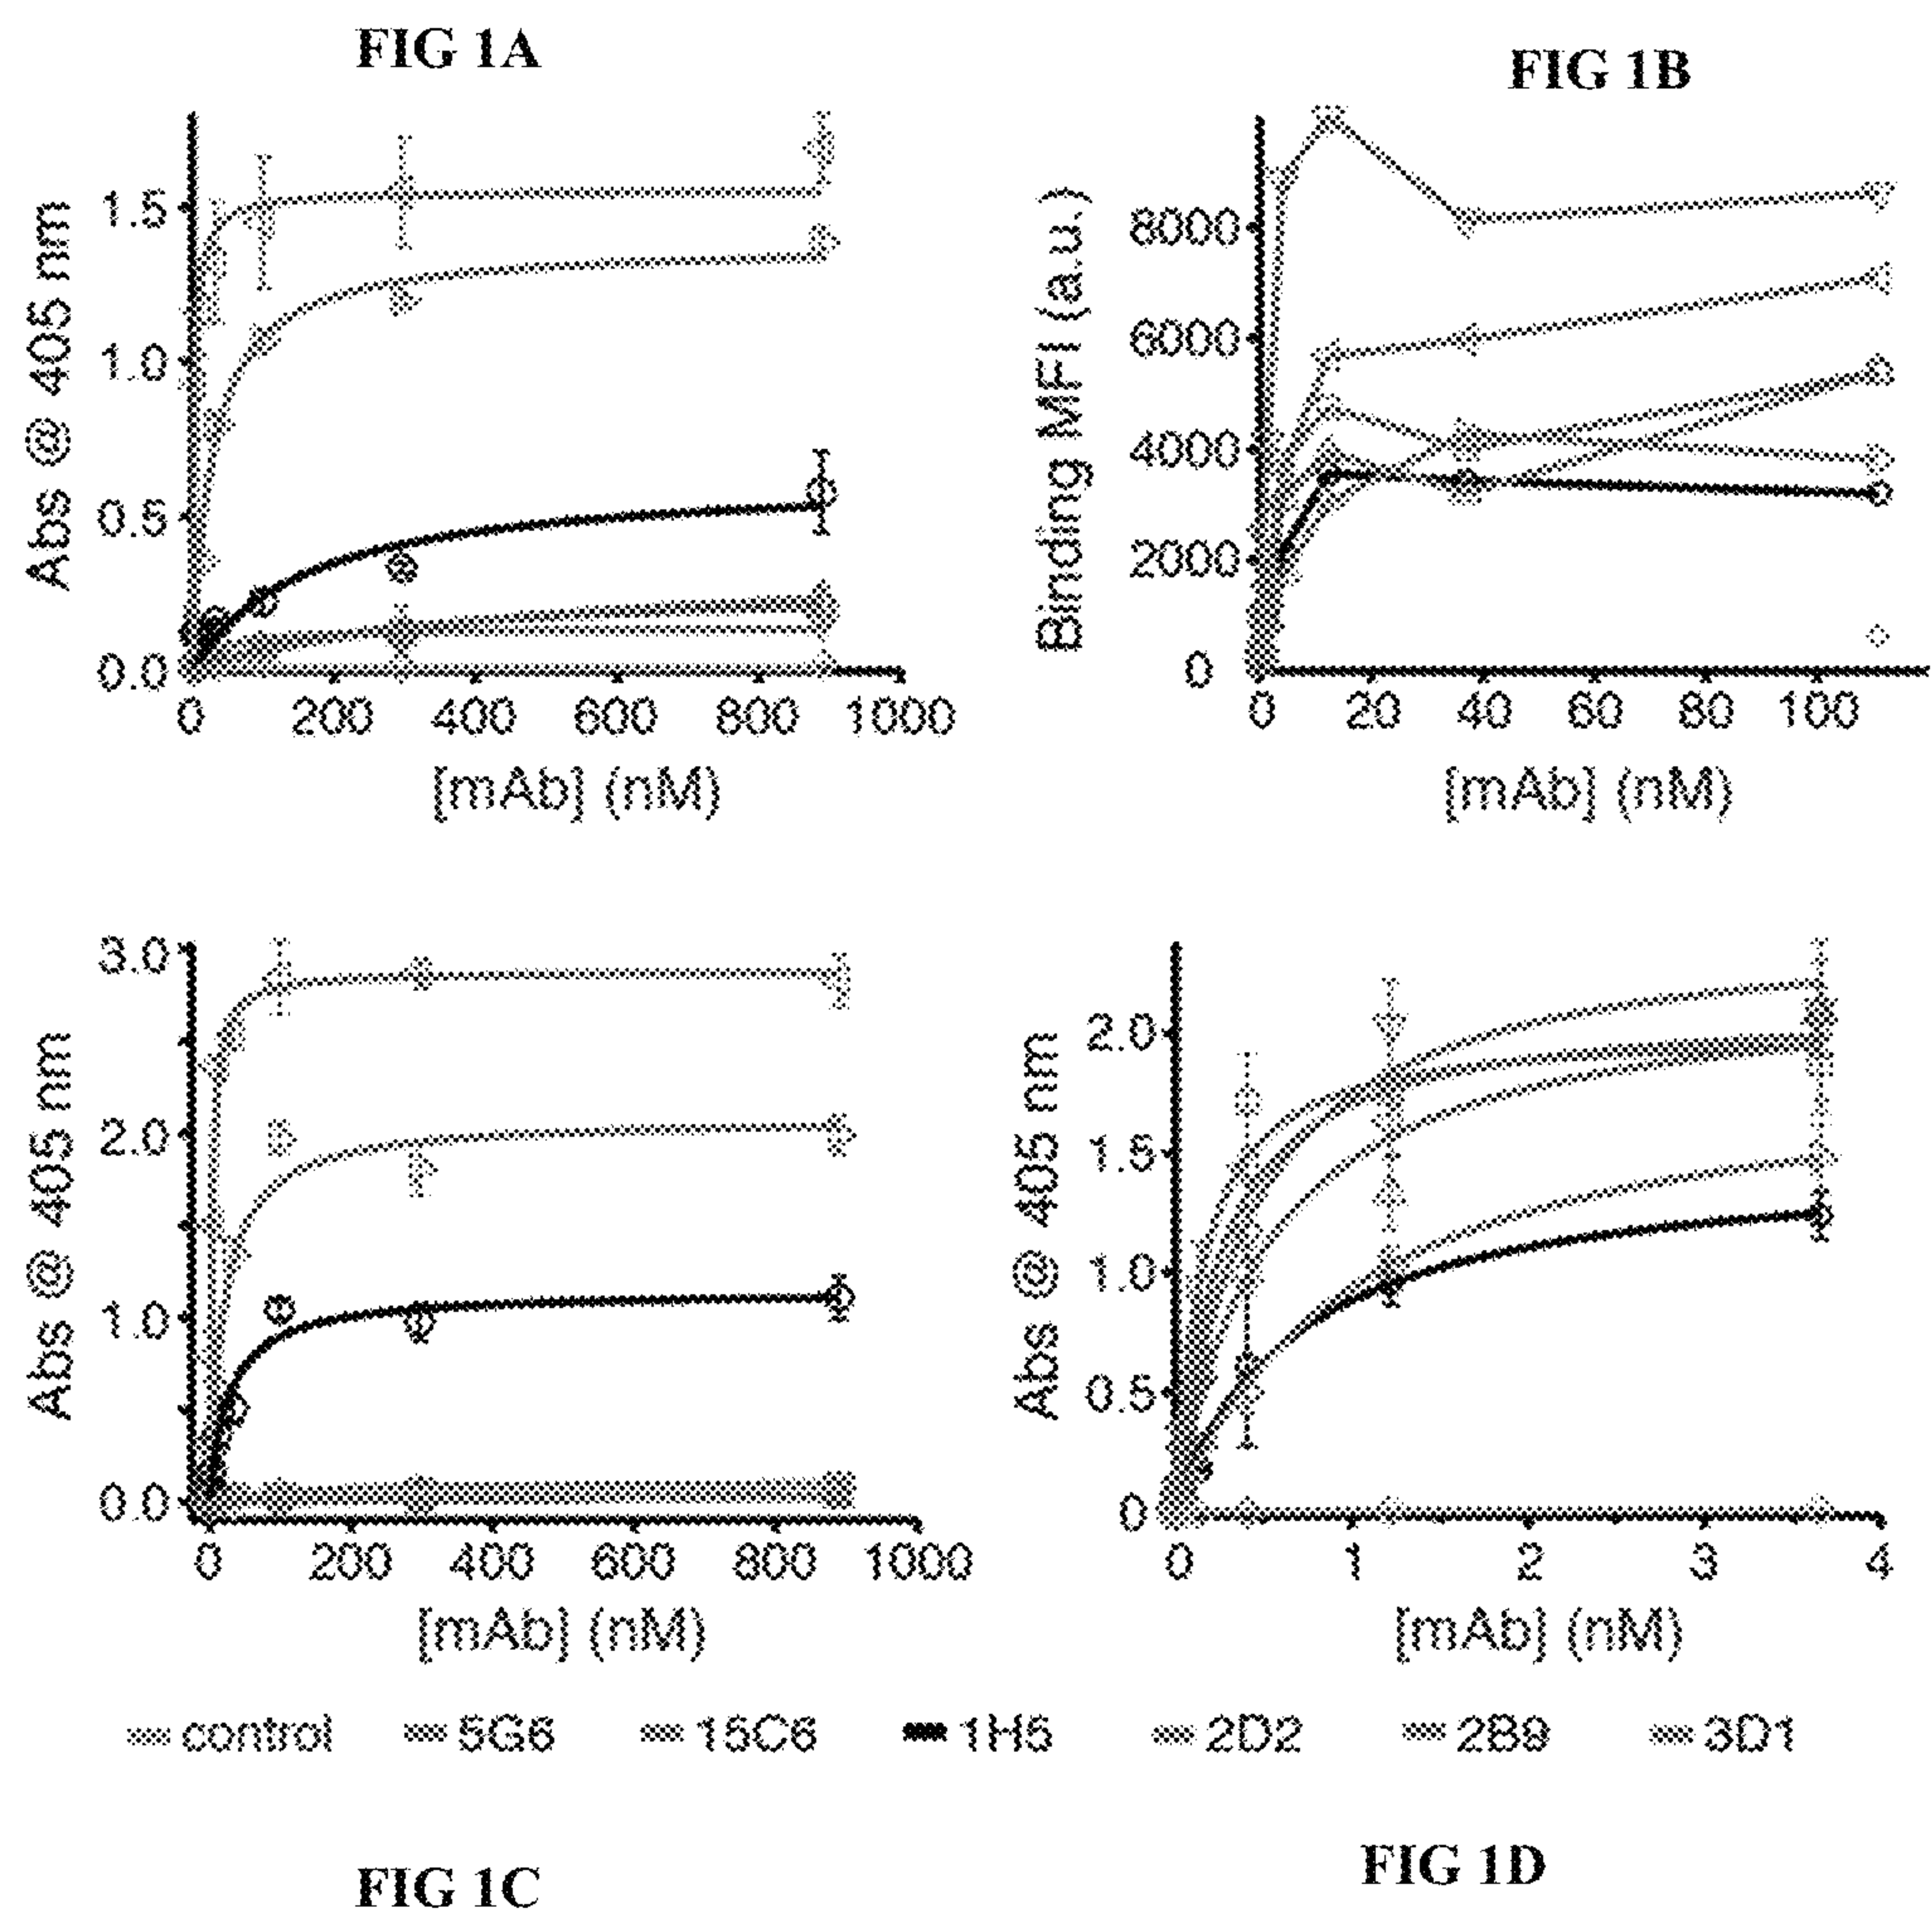 FIG 1A
FIG 1B
Abs @ 405 nm
1.5
1.0
0.5
0.0
0 200 400 600 800 1000
[mAb] (nM)
Binding MFI (a.u.)
8000
6000
4000
2000
0
0 20 40 60 80 100
[mAb] (nM)
Abs @ 405 nm
3.0
2.0
1.0
0.0
0 200 400 600 800 1000
[mAb] (nM)
Abs @ 405 nm
2.0
1.5
1.0
0.5
0
0 1 2 3 4
[mAb] (nM)
control 5G6 15C6 1H5 2D2 2B9 3D1
FIG 1C
FIG 1D